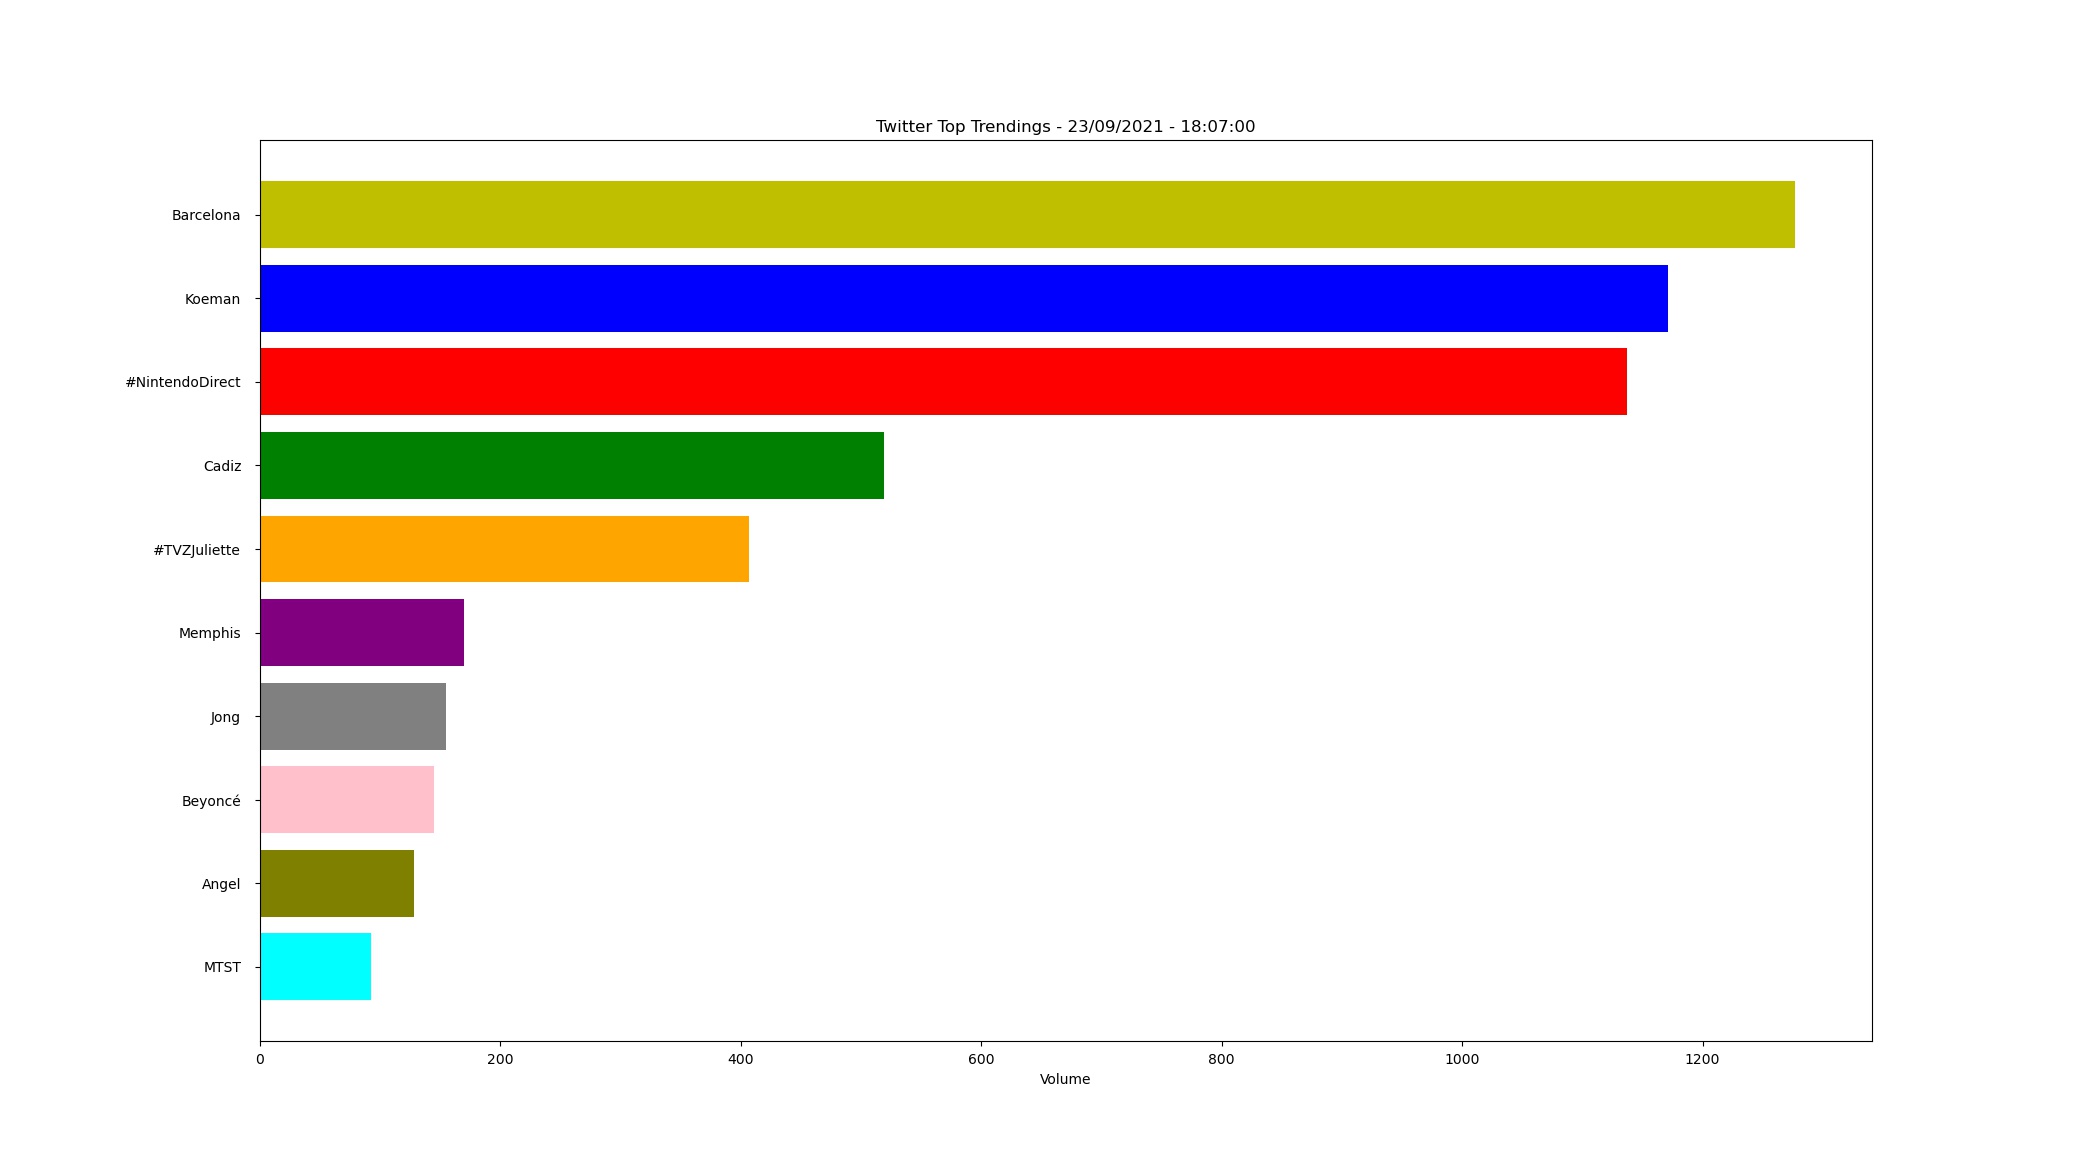 Twitter Top Trendings - 23/09/2021 - 18:07:00
Barcelona
Koeman
#NintendoDirect
Cadiz
#TVZJuliette
Memphis
Jong
Beyoncé
Angel
MTST
0 200 400 600 800 1000 1200
Volume